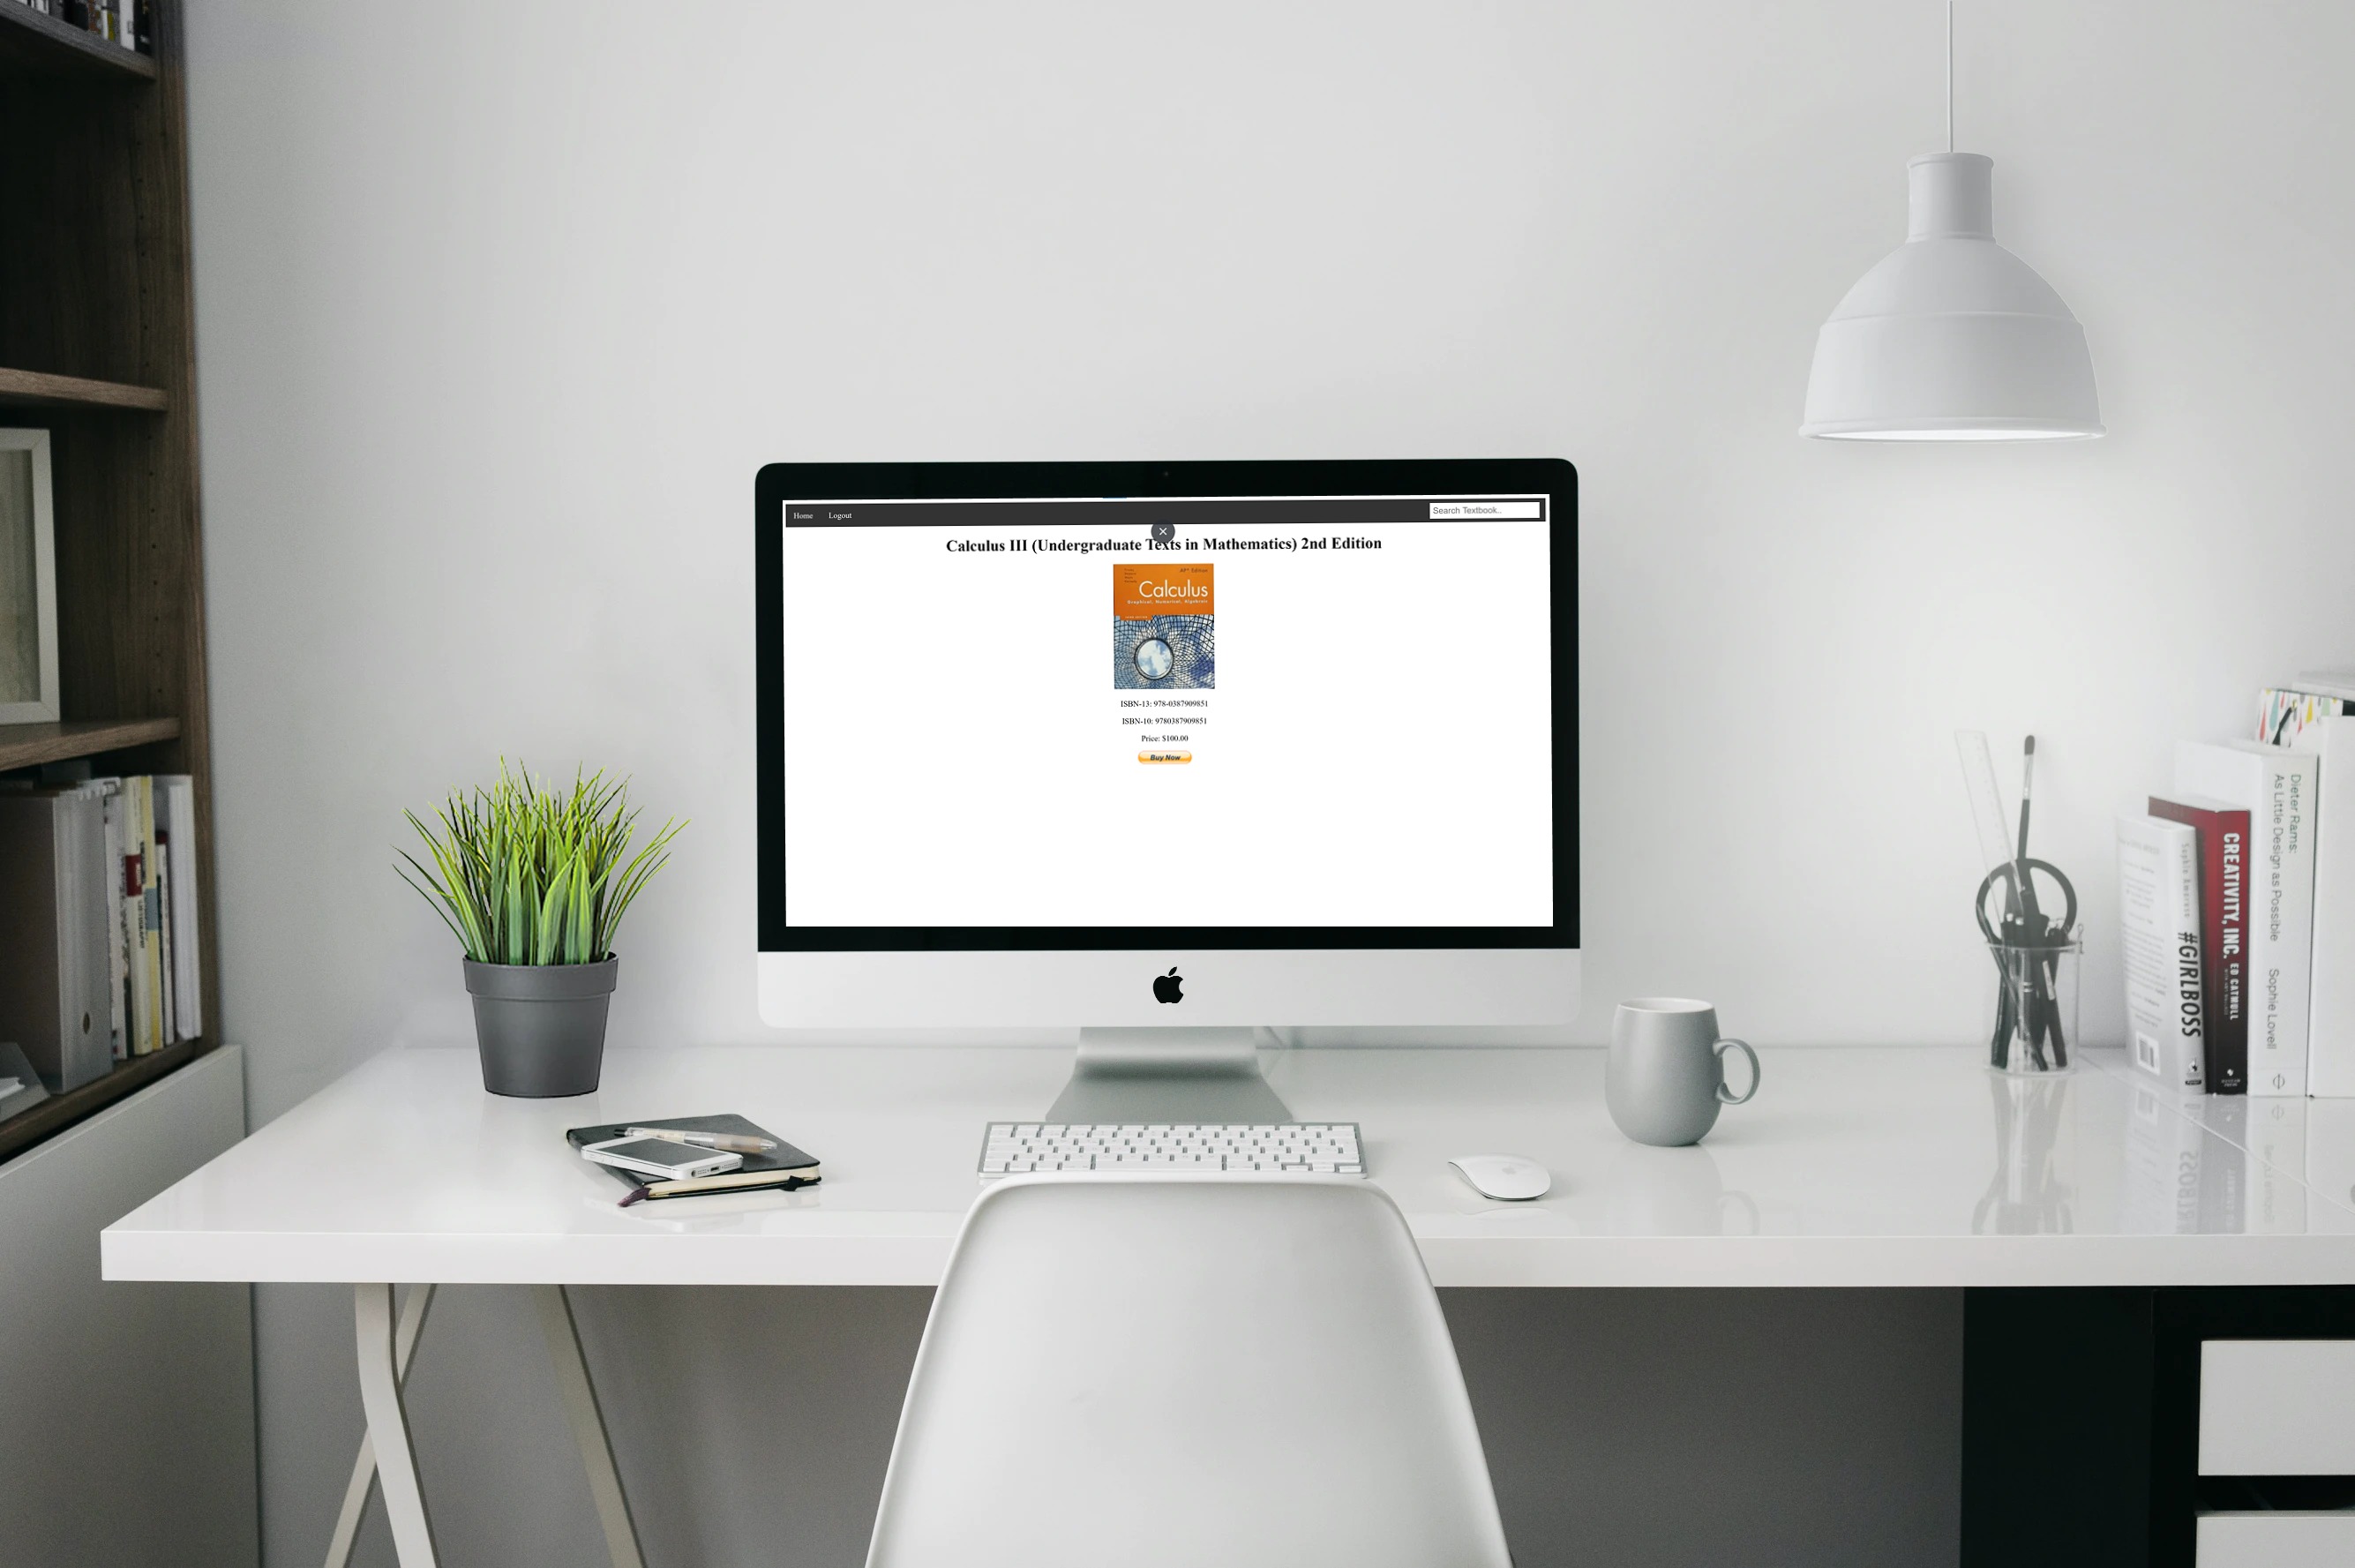 Home Logout Search Textbook..
Calculus III (Undergraduate Texts in Mathematics) 2nd Edition
AP* Edition
Calculus
Graphical, Numerical, Algebraic
ISBN-13: 978-0387909851
ISBN-10: 9780387909851
Price: $100.00
Buy Now
#GIRLBOSS
CREATIVITY, INC. ED CATMULL
Dieter Rams:
As Little Design as Possible Sophie Lovell